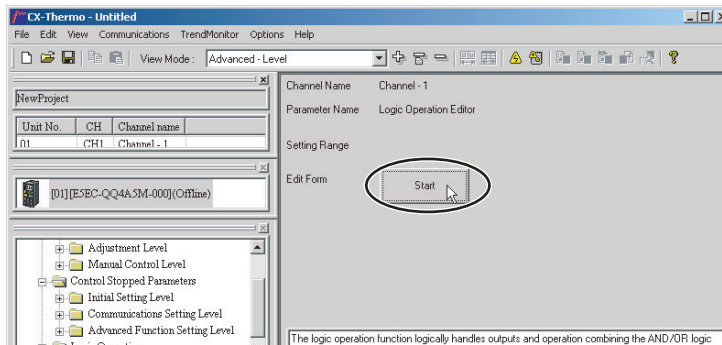 CX-Thermo - Untitled
File Edit View Communications TrendMonitor Options Help
View Mode : Advanced - Level
NewProject
Unit No. CH Channel name
01 CH1 Channel - 1
[01][E5EC-QQ4A5M-000](Offline)
Adjustment Level
Manual Control Level
Control Stopped Parameters
Initial Setting Level
Communications Setting Level
Advanced Function Setting Level
Channel Name Channel - 1
Parameter Name Logic Operation Editor
Setting Range
Edit Form Start
The logic operation function logically handles outputs and operation combining the AND/OR logic